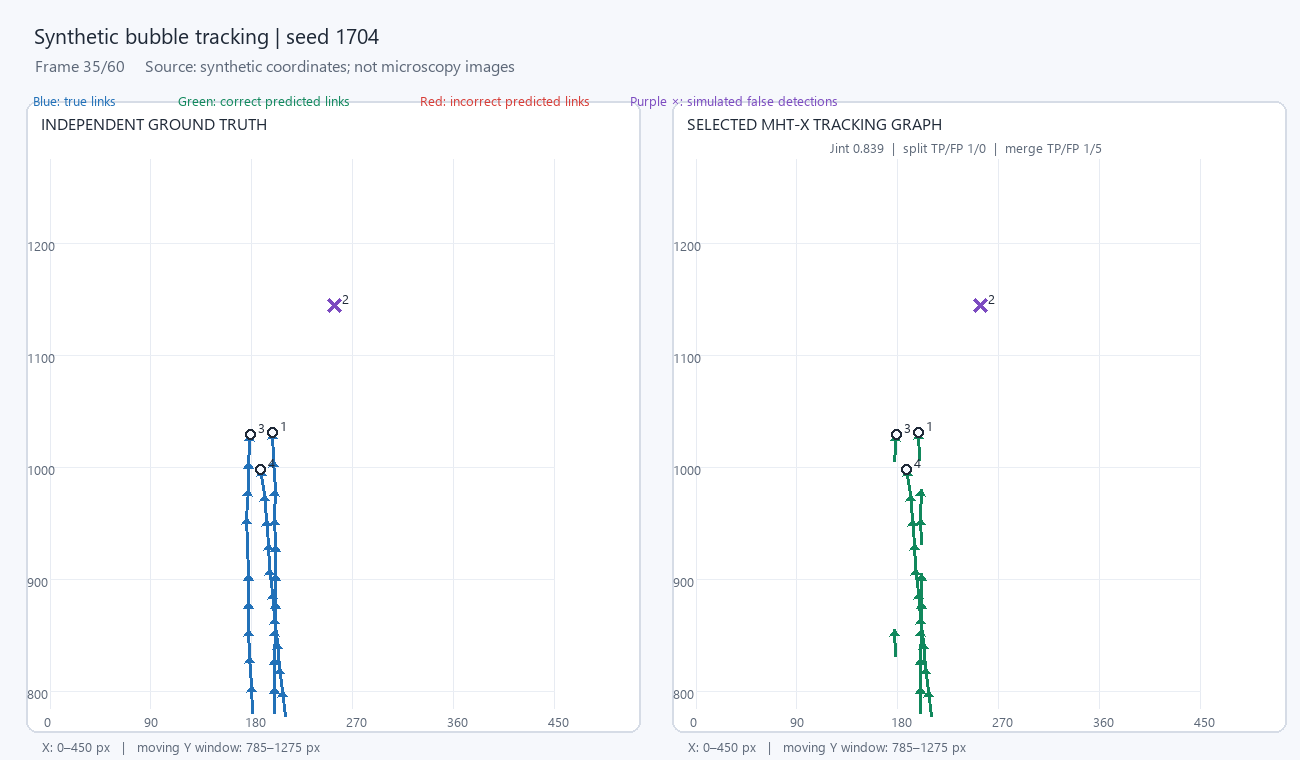 Synthetic bubble tracking | seed 1704
Frame 35/60 Source: synthetic coordinates; not microscopy images
Blue: true links Green: correct predicted links Red: incorrect predicted links Purple ×: simulated false detections
INDEPENDENT GROUND TRUTH
1200
1100
1000
900
800
2
3
1
4
0 90 180 270 360 450
X: 0–450 px | moving Y window: 785–1275 px
SELECTED MHT-X TRACKING GRAPH
Jint 0.839 | split TP/FP 1/0 | merge TP/FP 1/5
1200
1100
1000
900
800
2
3
1
4
0 90 180 270 360 450
X: 0–450 px | moving Y window: 785–1275 px